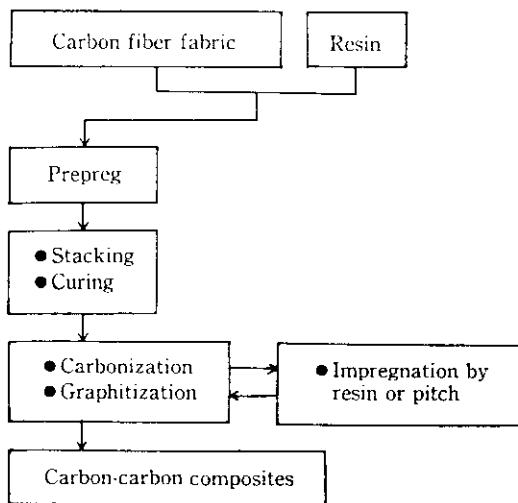 Carbon fiber fabric
Resin
Prepreg
● Stacking
● Curing
● Carbonization
● Graphitization
● Impregnation by
resin or pitch
Carbon-carbon composites